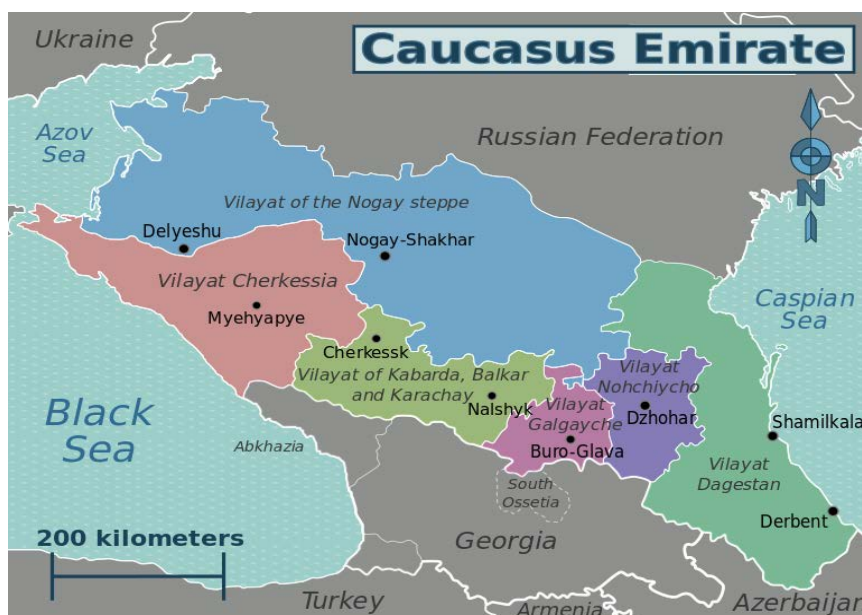 Caucasus Emirate
Ukraine
Azov
Sea
Russian Federation
N
Vilayat of the Nogay steppe
Delyeshu
Nogay-Shakhar
Vilayat Cherkessia
Myehyapye
Caspian
Sea
Cherkessk
Vilayat of Kabarda, Balkar
and Karachay
Nalshyk
Vilayat
Nohchiycho
Dzhohar
Vilayat
Galgayche
Buro-Glava
Black
Sea
Abkhazia
Shamilkala
Vilayat
Dagestan
South
Ossetia
Derbent
200 kilometers
Georgia
Turkey
Armenia
Azerbaijan